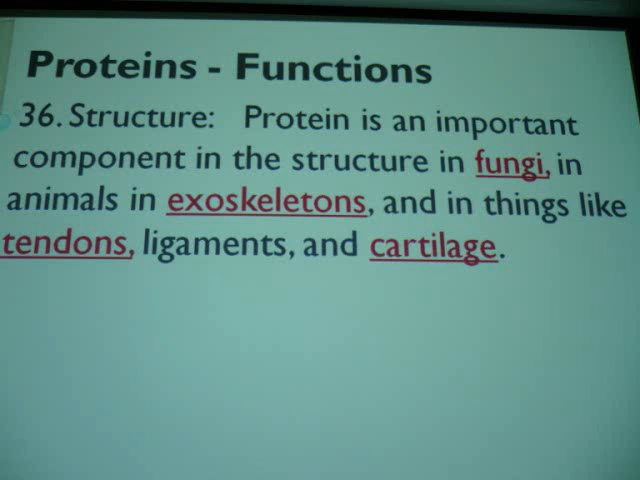 Proteins - Functions
36. Structure: Protein is an important
component in the structure in fungi, in
animals in exoskeletons, and in things like
tendons, ligaments, and cartilage.